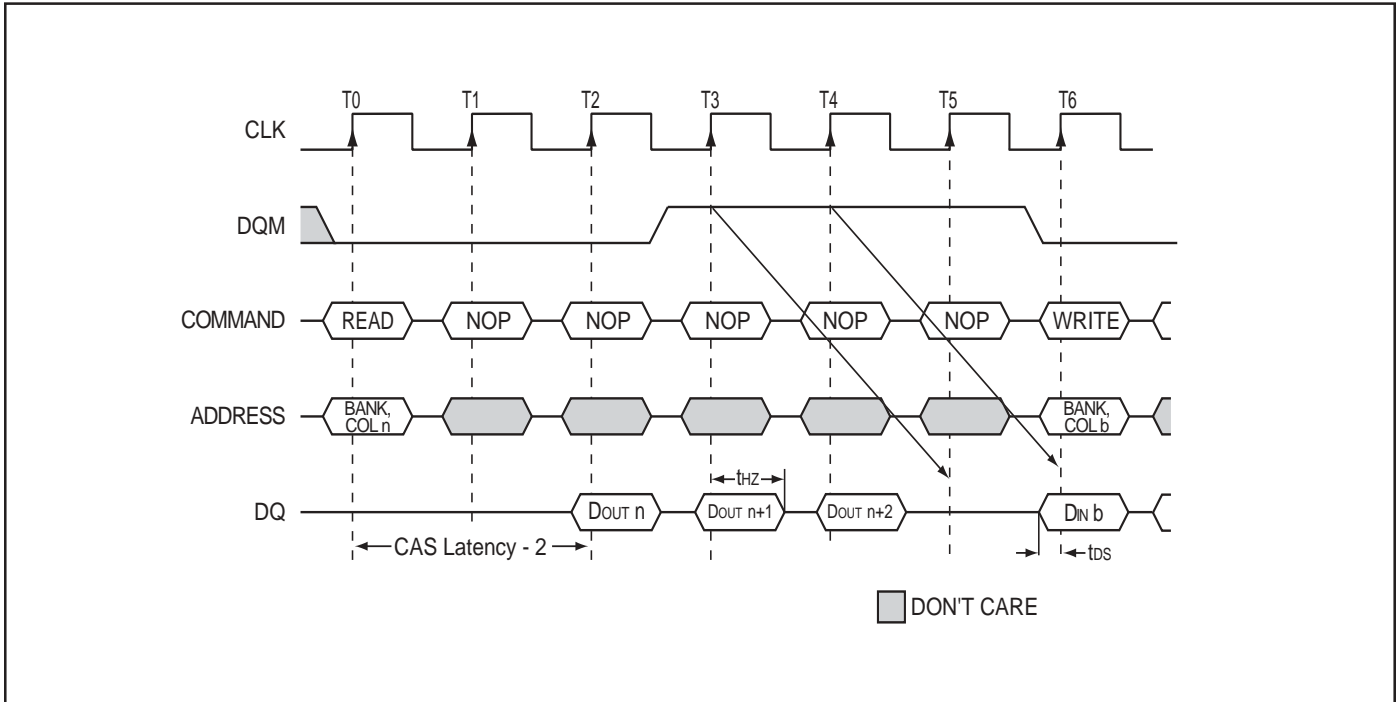 T0 T1 T2 T3 T4 T5 T6
CLK
DQM
COMMAND READ NOP NOP NOP NOP NOP WRITE
ADDRESS BANK, COL n BANK, COL b
tHZ
DQ DOUT n DOUT n+1 DOUT n+2 DIN b
CAS Latency - 2 tDS
DON'T CARE